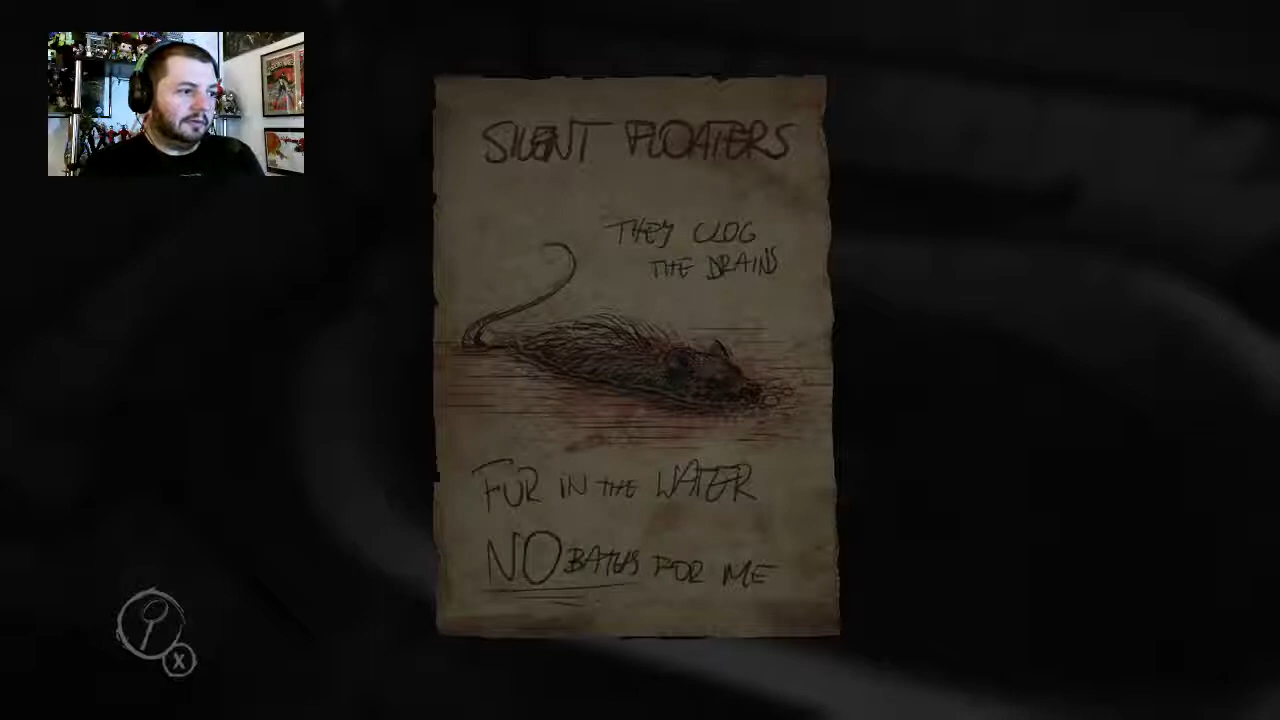 SILENT FLOATERS
THEY CLOG
THE DRAINS
FUR IN THE WATER
NO BATHS FOR ME
X